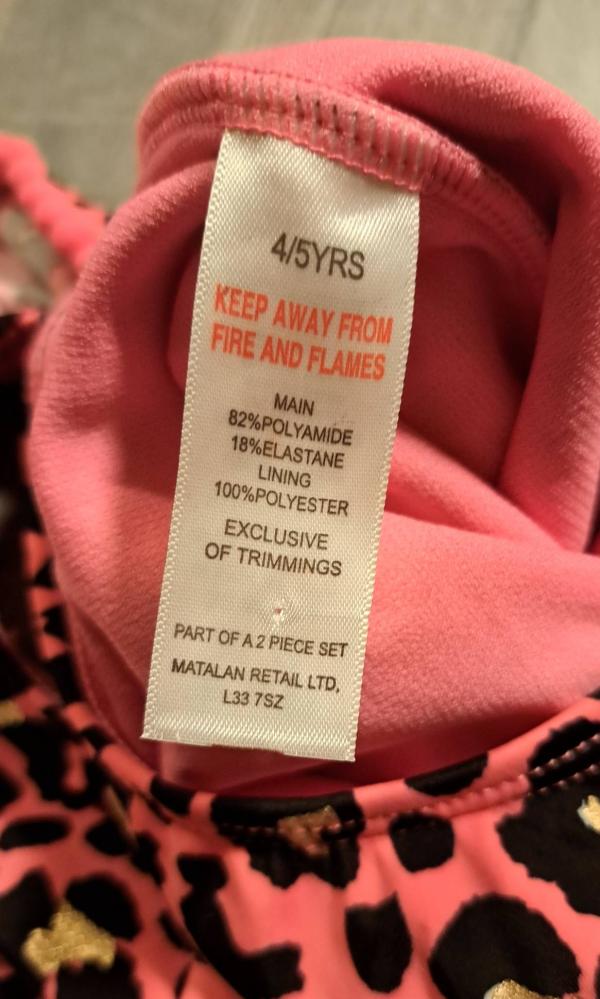 4/5YRS
KEEP AWAY FROM
FIRE AND FLAMES
MAIN
82%POLYAMIDE
18%ELASTANE
LINING
100%POLYESTER
EXCLUSIVE
OF TRIMMINGS
PART OF A 2 PIECE SET
MATALAN RETAIL LTD,
L33 7SZ